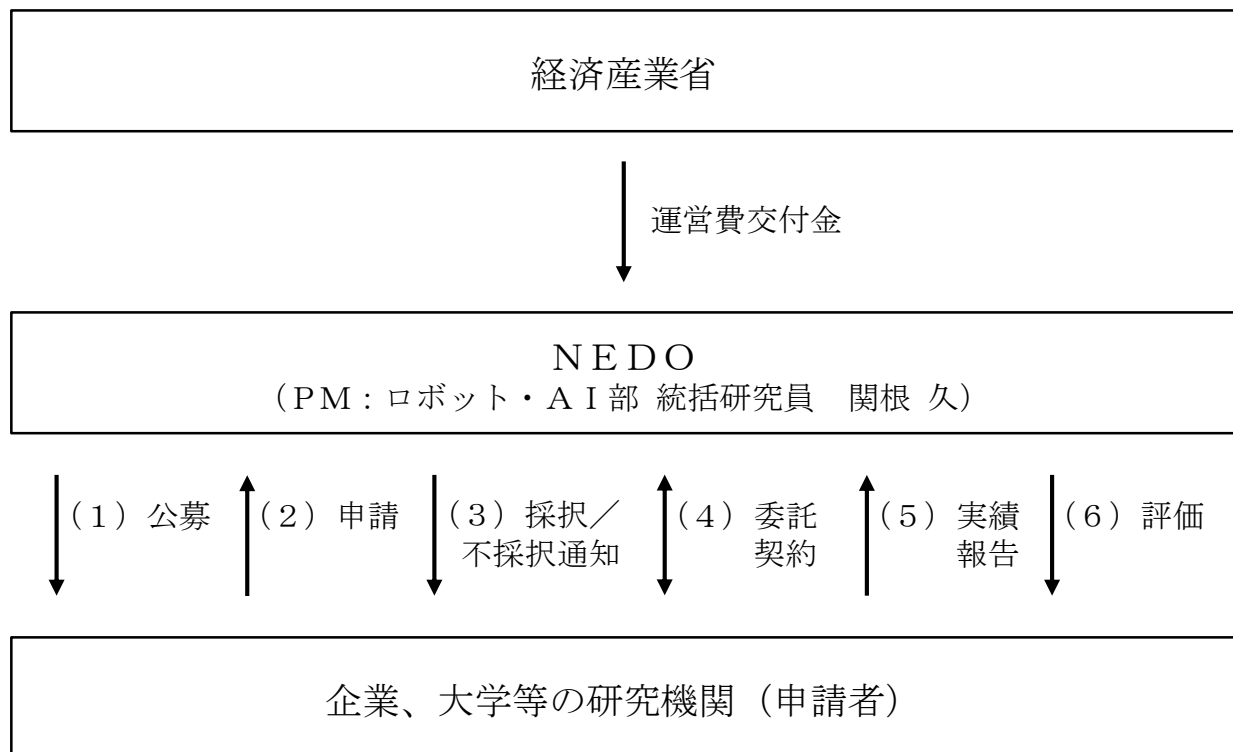 経済産業省
運営費交付金
ＮＥＤＯ
（ＰＭ：ロボット・ＡＩ部 統括研究員　関根 久）
（１）公募
（２）申請
（３）採択／
不採択通知
（４）委託
契約
（５）実績
報告
（６）評価
企業、大学等の研究機関（申請者）